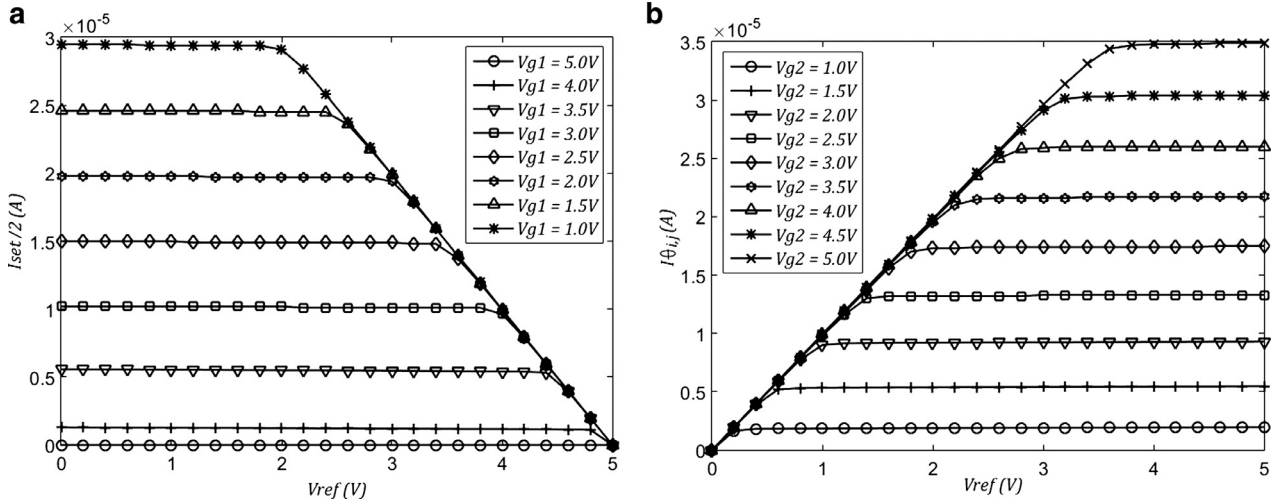 a
×10⁻⁵
3
2.5
2
1.5
1
0.5
0
Iset/2 (A)
0 1 2 3 4 5
Vref (V)
Vg1 = 5.0V
Vg1 = 4.0V
Vg1 = 3.5V
Vg1 = 3.0V
Vg1 = 2.5V
Vg1 = 2.0V
Vg1 = 1.5V
Vg1 = 1.0V
b
×10⁻⁵
3.5
3
2.5
2
1.5
1
0.5
0
Iθi,j (A)
0 1 2 3 4 5
Vref (V)
Vg2 = 1.0V
Vg2 = 1.5V
Vg2 = 2.0V
Vg2 = 2.5V
Vg2 = 3.0V
Vg2 = 3.5V
Vg2 = 4.0V
Vg2 = 4.5V
Vg2 = 5.0V